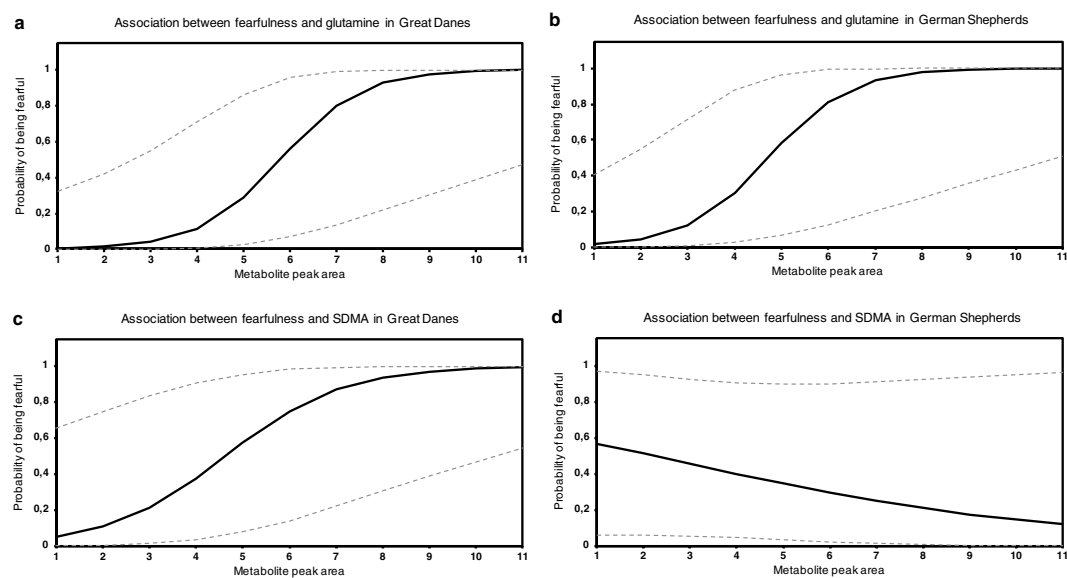 a
Association between fearfulness and glutamine in Great Danes
Probability of being fearful
1
0,8
0,6
0,4
0,2
0
1 2 3 4 5 6 7 8 9 10 11
Metabolite peak area
b
Association between fearfulness and glutamine in German Shepherds
Probability of being fearful
1
0,8
0,6
0,4
0,2
0
1 2 3 4 5 6 7 8 9 10 11
Metabolite peak area
c
Association between fearfulness and SDMA in Great Danes
Probability of being fearful
1
0,8
0,6
0,4
0,2
0
1 2 3 4 5 6 7 8 9 10 11
Metabolite peak area
d
Association between fearfulness and SDMA in German Shepherds
Probability of being fearful
1
0,8
0,6
0,4
0,2
0
1 2 3 4 5 6 7 8 9 10 11
Metabolite peak area